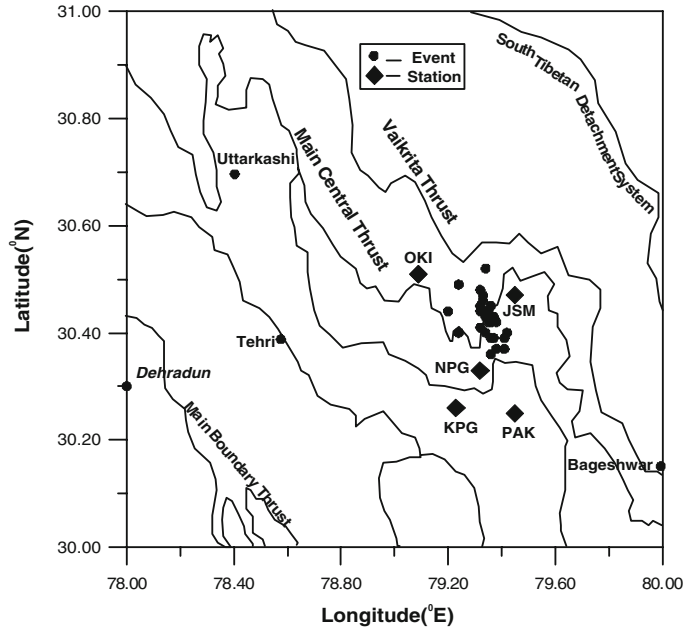 31.00
30.80
30.60
30.40
30.20
30.00
Latitude(⁰N)
Event
Station
South Tibetan
Detachment System
Vaikrita Thrust
Main Central Thrust
Uttarkashi
OKI
JSM
Tehri
NPG
Dehradun
KPG
PAK
Main Boundary Thrust
Bageshwar
78.00 78.40 78.80 79.20 79.60 80.00
Longitude(⁰E)